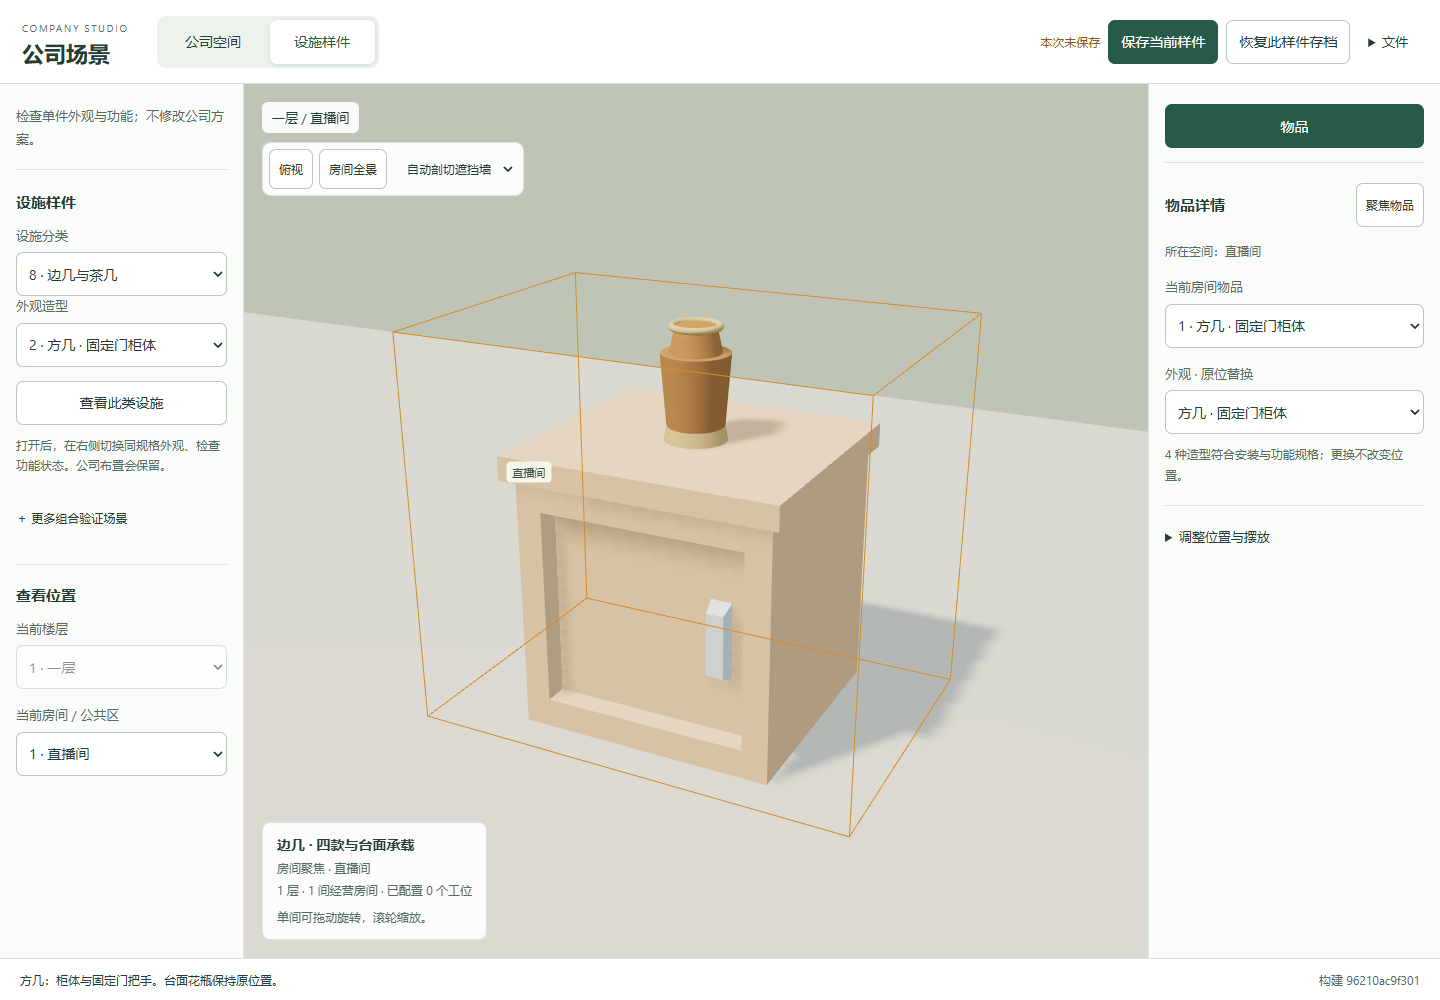 COMPANY STUDIO
公司场景
公司空间
设施样件
本次未保存
保存当前样件
恢复此样件存档
▶ 文件
检查单件外观与功能；不修改公司方
案。
设施样件
设施分类
8 · 边几与茶几
外观造型
2 · 方几 · 固定门柜体
查看此类设施
打开后，在右侧切换同规格外观、检查
功能状态。公司布置会保留。
+ 更多组合验证场景
查看位置
当前楼层
1 · 一层
当前房间 / 公共区
1 · 直播间
一层 / 直播间
俯视
房间全景
自动剖切遮挡墙
直播间
边几 · 四款与台面承载
房间聚焦 · 直播间
1 层 · 1 间经营房间 · 已配置 0 个工位
单间可拖动旋转，滚轮缩放。
物品
物品详情
聚焦物品
所在空间：直播间
当前房间物品
1 · 方几 · 固定门柜体
外观 · 原位替换
方几 · 固定门柜体
4 种造型符合安装与功能规格；更换不改变位
置。
▶ 调整位置与摆放
方几：柜体与固定门把手。台面花瓶保持原位置。
构建 96210ac9f301